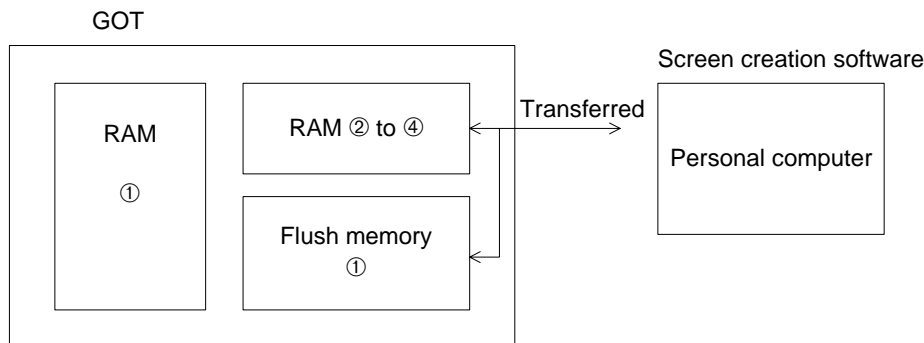 GOT
RAM
①
RAM ② to ④
Flush memory
①
Transferred
Screen creation software
Personal computer